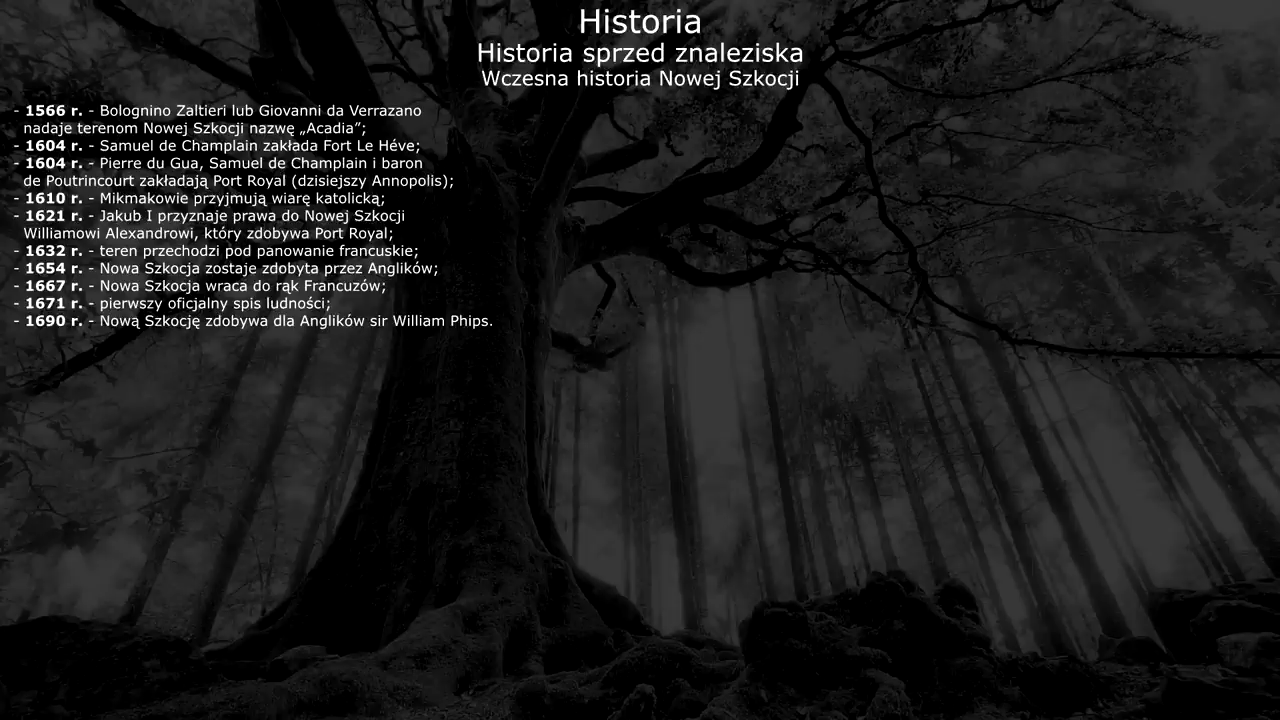 Historia
Historia sprzed znaleziska
Wczesna historia Nowej Szkocji
- 1566 r. - Bolognino Zaltieri lub Giovanni da Verrazano
nadaje terenom Nowej Szkocji nazwę „Acadia”;
- 1604 r. - Samuel de Champlain zakłada Fort Le Héve;
- 1604 r. - Pierre du Gua, Samuel de Champlain i baron
de Poutrincourt zakładają Port Royal (dzisiejszy Annopolis);
- 1610 r. - Mikmakowie przyjmują wiarę katolicką;
- 1621 r. - Jakub I przyznaje prawa do Nowej Szkocji
Williamowi Alexandrowi, który zdobywa Port Royal;
- 1632 r. - teren przechodzi pod panowanie francuskie;
- 1654 r. - Nowa Szkocja zostaje zdobyta przez Anglików;
- 1667 r. - Nowa Szkocja wraca do rąk Francuzów;
- 1671 r. - pierwszy oficjalny spis ludności;
- 1690 r. - Nową Szkocję zdobywa dla Anglików sir William Phips.